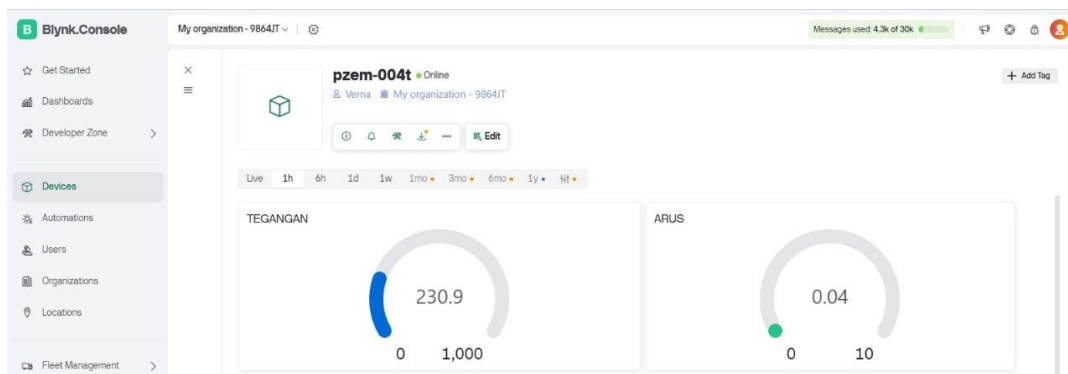 B Blynk.Console
My organization - 9864JT
Messages used: 4.3k of 30k
Get Started
Dashboards
Developer Zone
Devices
Automations
Users
Organizations
Locations
Fleet Management
pzem-004t Online
Verna My organization - 9864JT
Add Tag
Edit
Live 1h 6h 1d 1w 1mo 3mo 6mo 1y
TEGANGAN
230.9
0 1,000
ARUS
0.04
0 10